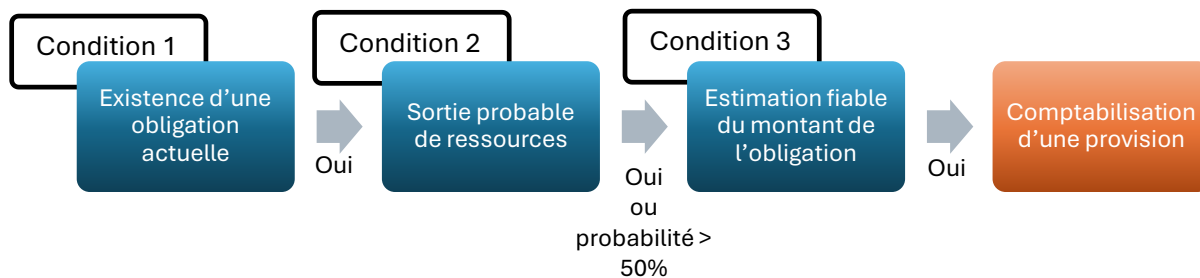 Condition 1
Existence d’une
obligation
actuelle
Oui
Condition 2
Sortie probable
de ressources
Oui
ou
probabilité >
50%
Condition 3
Estimation fiable
du montant de
l’obligation
Oui
Comptabilisation
d’une provision